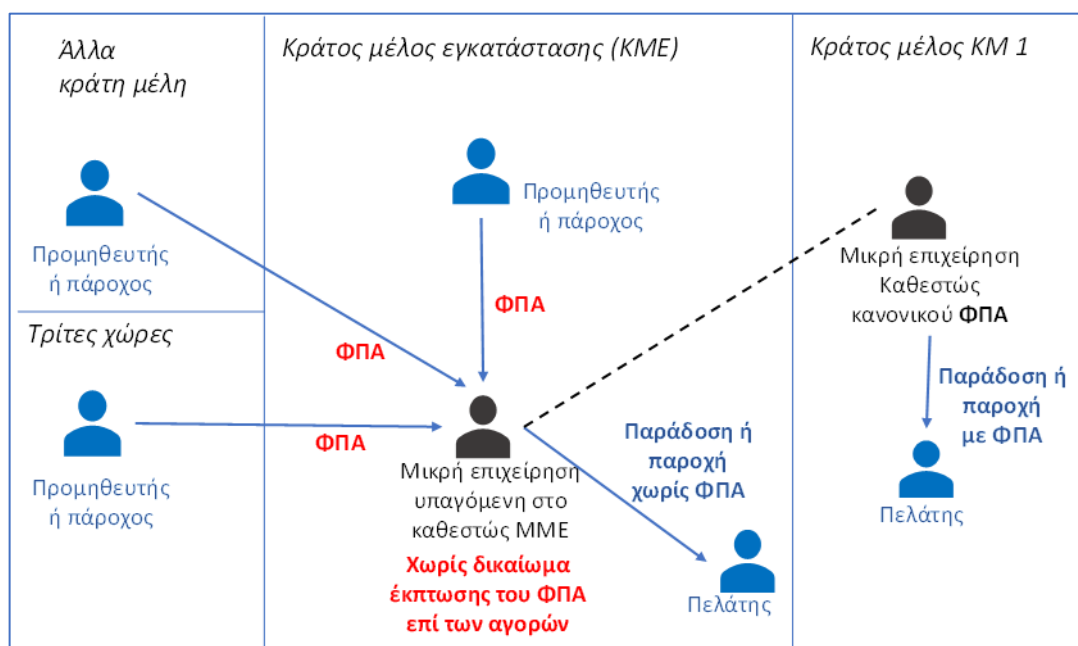 Άλλα
κράτη μέλη
Προμηθευτής
ή πάροχος
Τρίτες χώρες
Προμηθευτής
ή πάροχος
Κράτος μέλος εγκατάστασης (ΚΜΕ)
Προμηθευτής
ή πάροχος
ΦΠΑ
ΦΠΑ
ΦΠΑ
Μικρή επιχείρηση
υπαγόμενη στο
καθεστώς ΜΜΕ
Χωρίς δικαίωμα
έκπτωσης του ΦΠΑ
επί των αγορών
Παράδοση ή
παροχή
χωρίς ΦΠΑ
Πελάτης
Κράτος μέλος ΚΜ 1
Μικρή επιχείρηση
Καθεστώς
κανονικού ΦΠΑ
Παράδοση ή
παροχή
με ΦΠΑ
Πελάτης